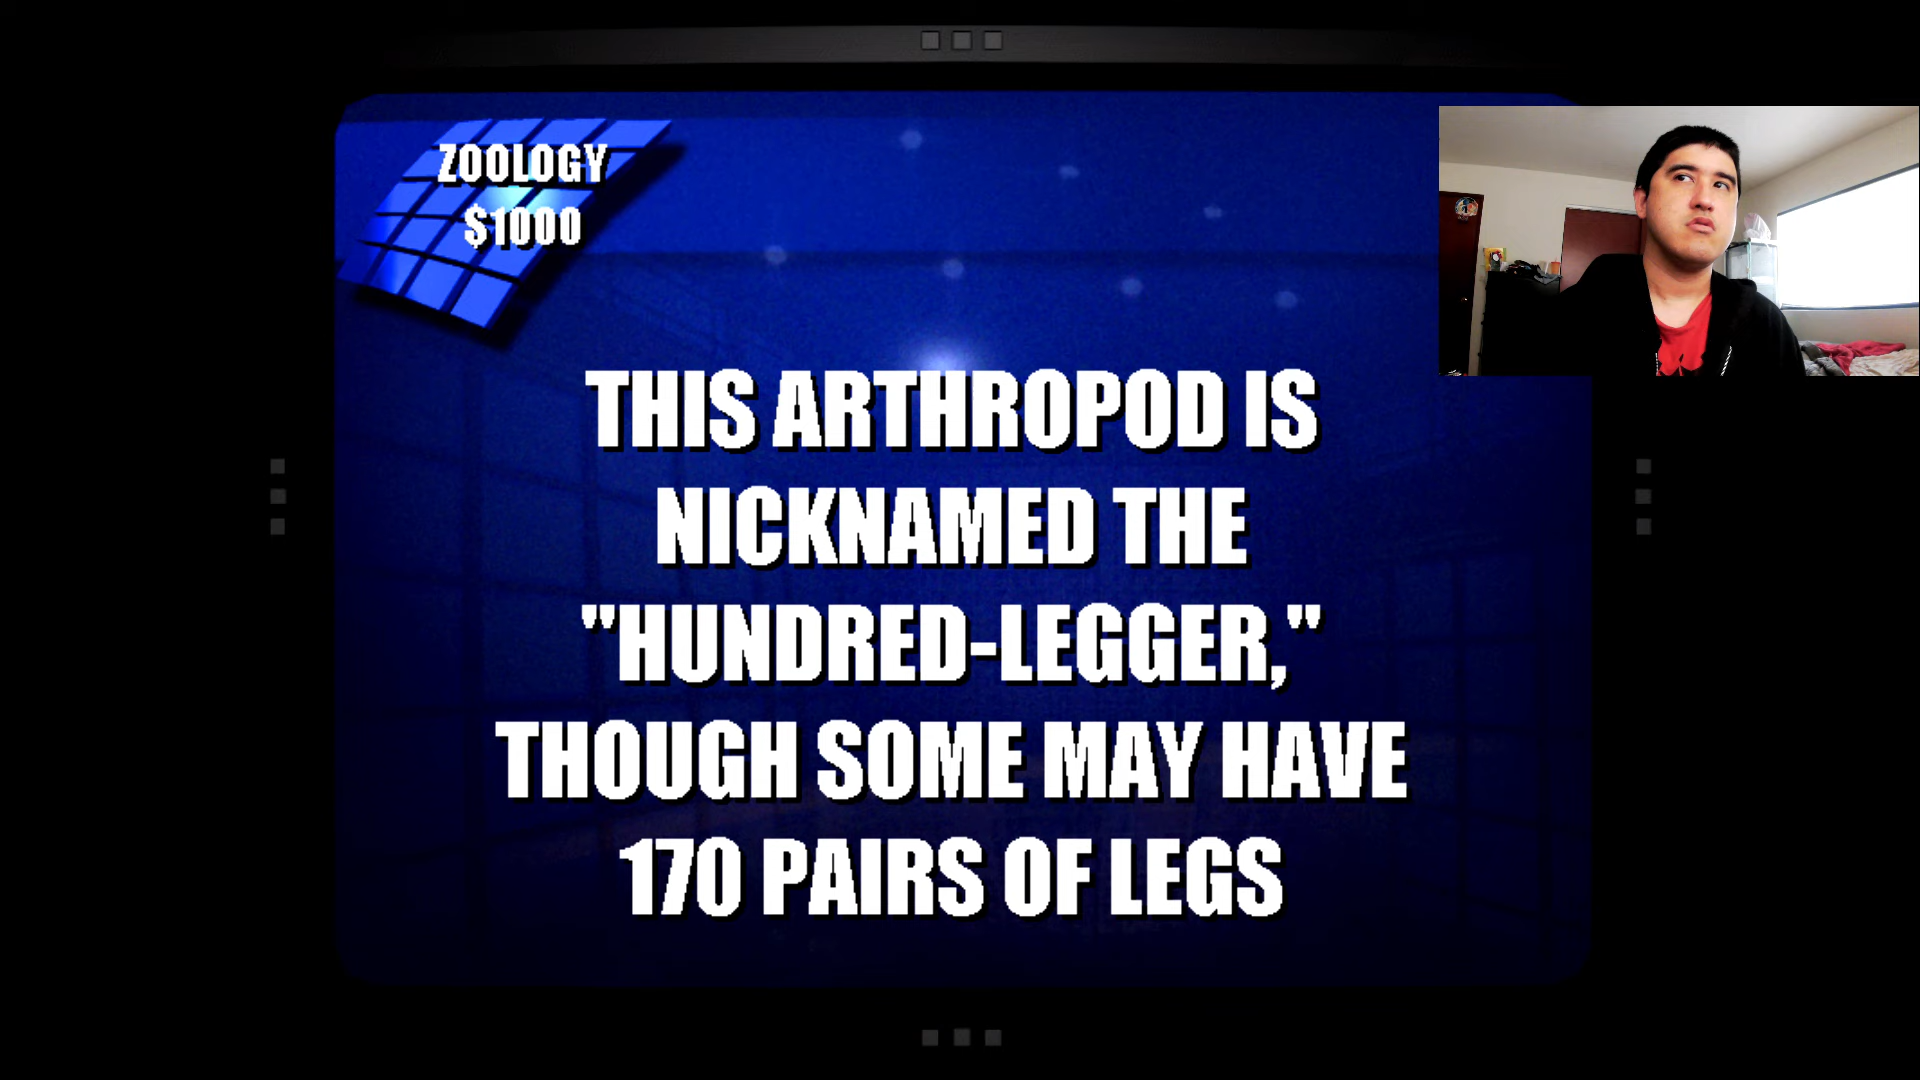 ZOOLOGY
$1000
THIS ARTHROPOD IS
NICKNAMED THE
"HUNDRED-LEGGER,"
THOUGH SOME MAY HAVE
170 PAIRS OF LEGS